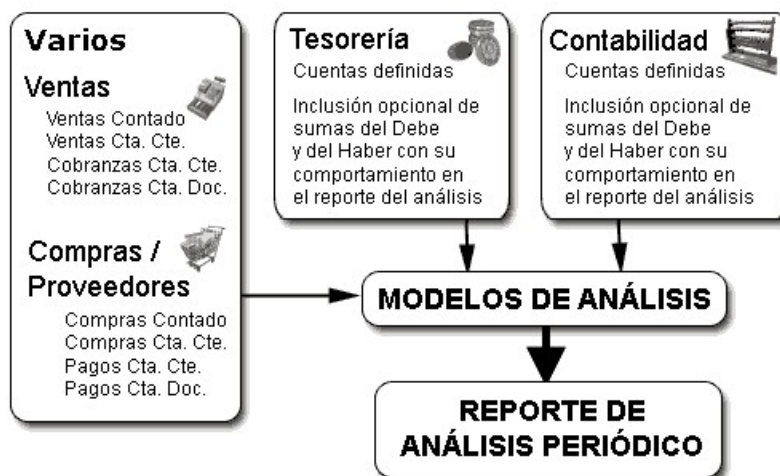 Varios
Ventas
Ventas Contado
Ventas Cta. Cte.
Cobranzas Cta. Cte.
Cobranzas Cta. Doc.
Compras /
Proveedores
Compras Contado
Compras Cta. Cte.
Pagos Cta. Cte.
Pagos Cta. Doc.
Tesorería
Cuentas definidas
Inclusión opcional de
sumas del Debe
y del Haber con su
comportamiento en
el reporte del análisis
Contabilidad
Cuentas definidas
Inclusión opcional de
sumas del Debe
y del Haber con su
comportamiento en
el reporte del análisis
MODELOS DE ANÁLISIS
REPORTE DE
ANÁLISIS PERIÓDICO